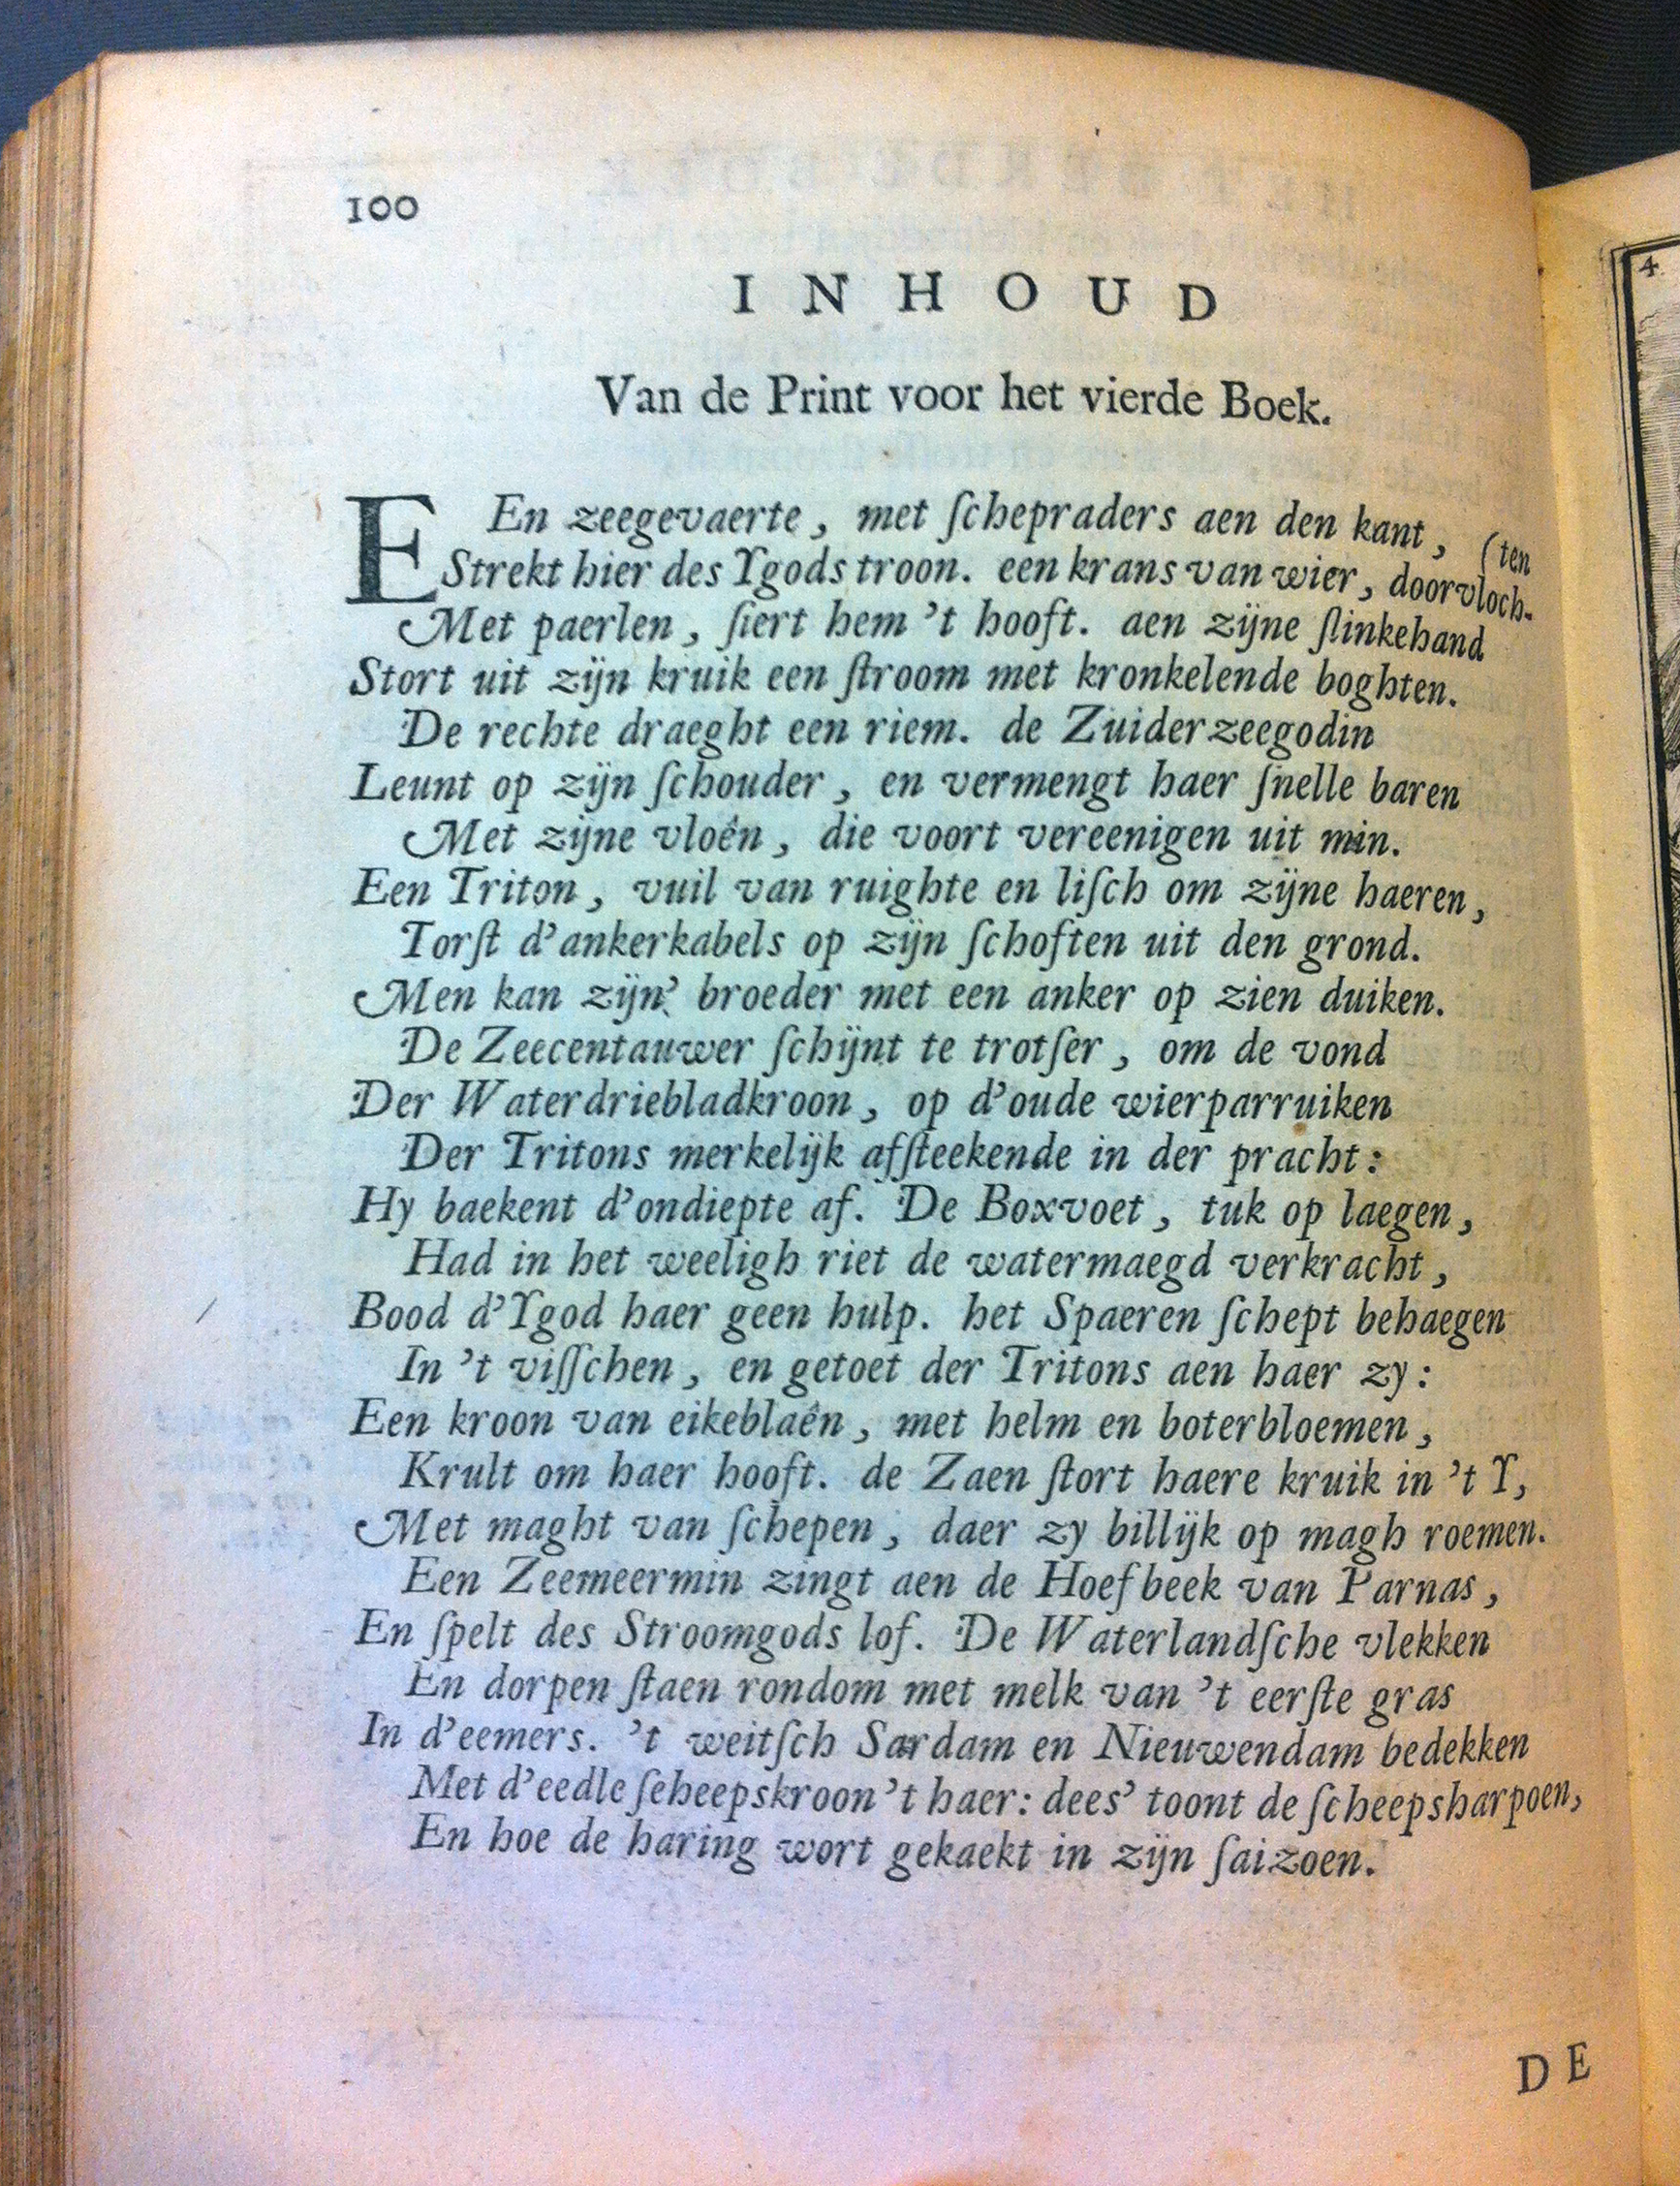 100
INHOUD
Van de Print voor het vierde Boek.
EEn zeegevaerte, met ſchepraders aen den kant, (ten
Strekt hier des Ygods troon. een krans van wier, doorvloch-
Met paerlen, ſiert hem 't hooft. aen zijne ſlinkehand
Stort uit zijn kruik een ſtroom met kronkelende boghten.
De rechte draeght een riem. de Zuiderzeegodin
Leunt op zijn ſchouder, en vermengt haer ſnelle baren
Met zijne vloên, die voort vereenigen uit min.
Een Triton, vuil van ruighte en liſch om zijne haeren,
Torſt d'ankerkabels op zijn ſchoften uit den grond.
Men kan zijn' broeder met een anker op zien duiken.
De Zeecentauwer ſchijnt te trotſer, om de vond
Der Waterdriebladkroon, op d'oude wierparruiken
Der Tritons merkelijk afſteekende in der pracht:
Hy baekent d'ondiepte af. De Boxvoet, tuk op laegen,
Had in het weeligh riet de watermaegd verkracht,
Bood d'Ygod haer geen hulp. het Spaeren ſchept behaegen
In 't viſſchen, en getoet der Tritons aen haer zy:
Een kroon van eikeblaên, met helm en boterbloemen,
Krult om haer hooft. de Zaen ſtort haere kruik in 't Y,
Met maght van ſchepen, daer zy billijk op magh roemen.
Een Zeemeermin zingt aen de Hoefbeek van Parnas,
En ſpelt des Stroomgods lof. De Waterlandſche vlekken
En dorpen ſtaen rondom met melk van 't eerſte gras
In d'eemers. 't weitſch Sardam en Nieuwendam bedekken
Met d'eedle ſeheepskroon 't haer: dees' toont de ſcheepsharpoen,
En hoe de haring wort gekaekt in zijn ſaizoen.
DE
4